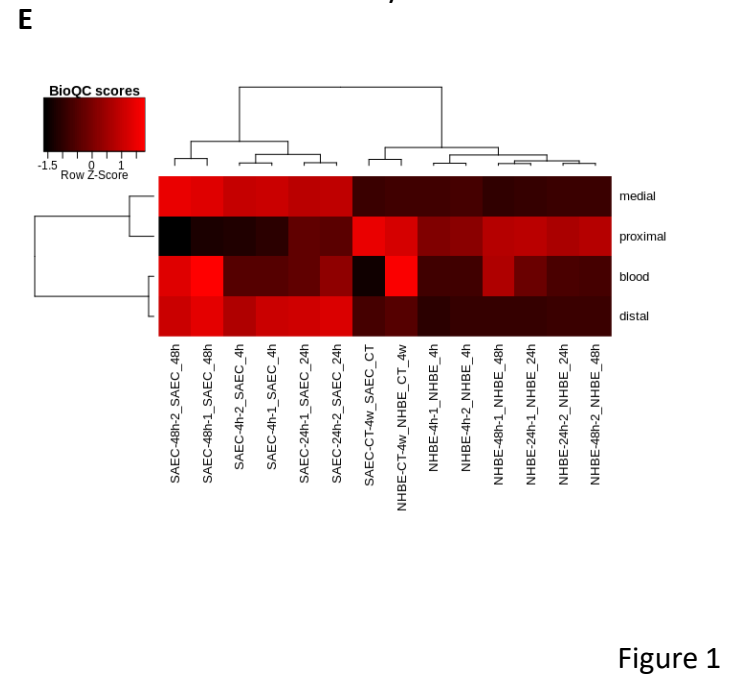 E
BioQC scores
-1.5 0 1
Row Z-Score
medial
proximal
blood
distal
SAEC-48h-2_SAEC_48h
SAEC-48h-1_SAEC_48h
SAEC-4h-2_SAEC_4h
SAEC-4h-1_SAEC_4h
SAEC-24h-1_SAEC_24h
SAEC-24h-2_SAEC_24h
SAEC-CT-4w_SAEC_CT
NHBE-CT-4w_NHBE_CT_4w
NHBE-4h-1_NHBE_4h
NHBE-4h-2_NHBE_4h
NHBE-48h-1_NHBE_48h
NHBE-24h-1_NHBE_24h
NHBE-24h-2_NHBE_24h
NHBE-48h-2_NHBE_48h
Figure 1